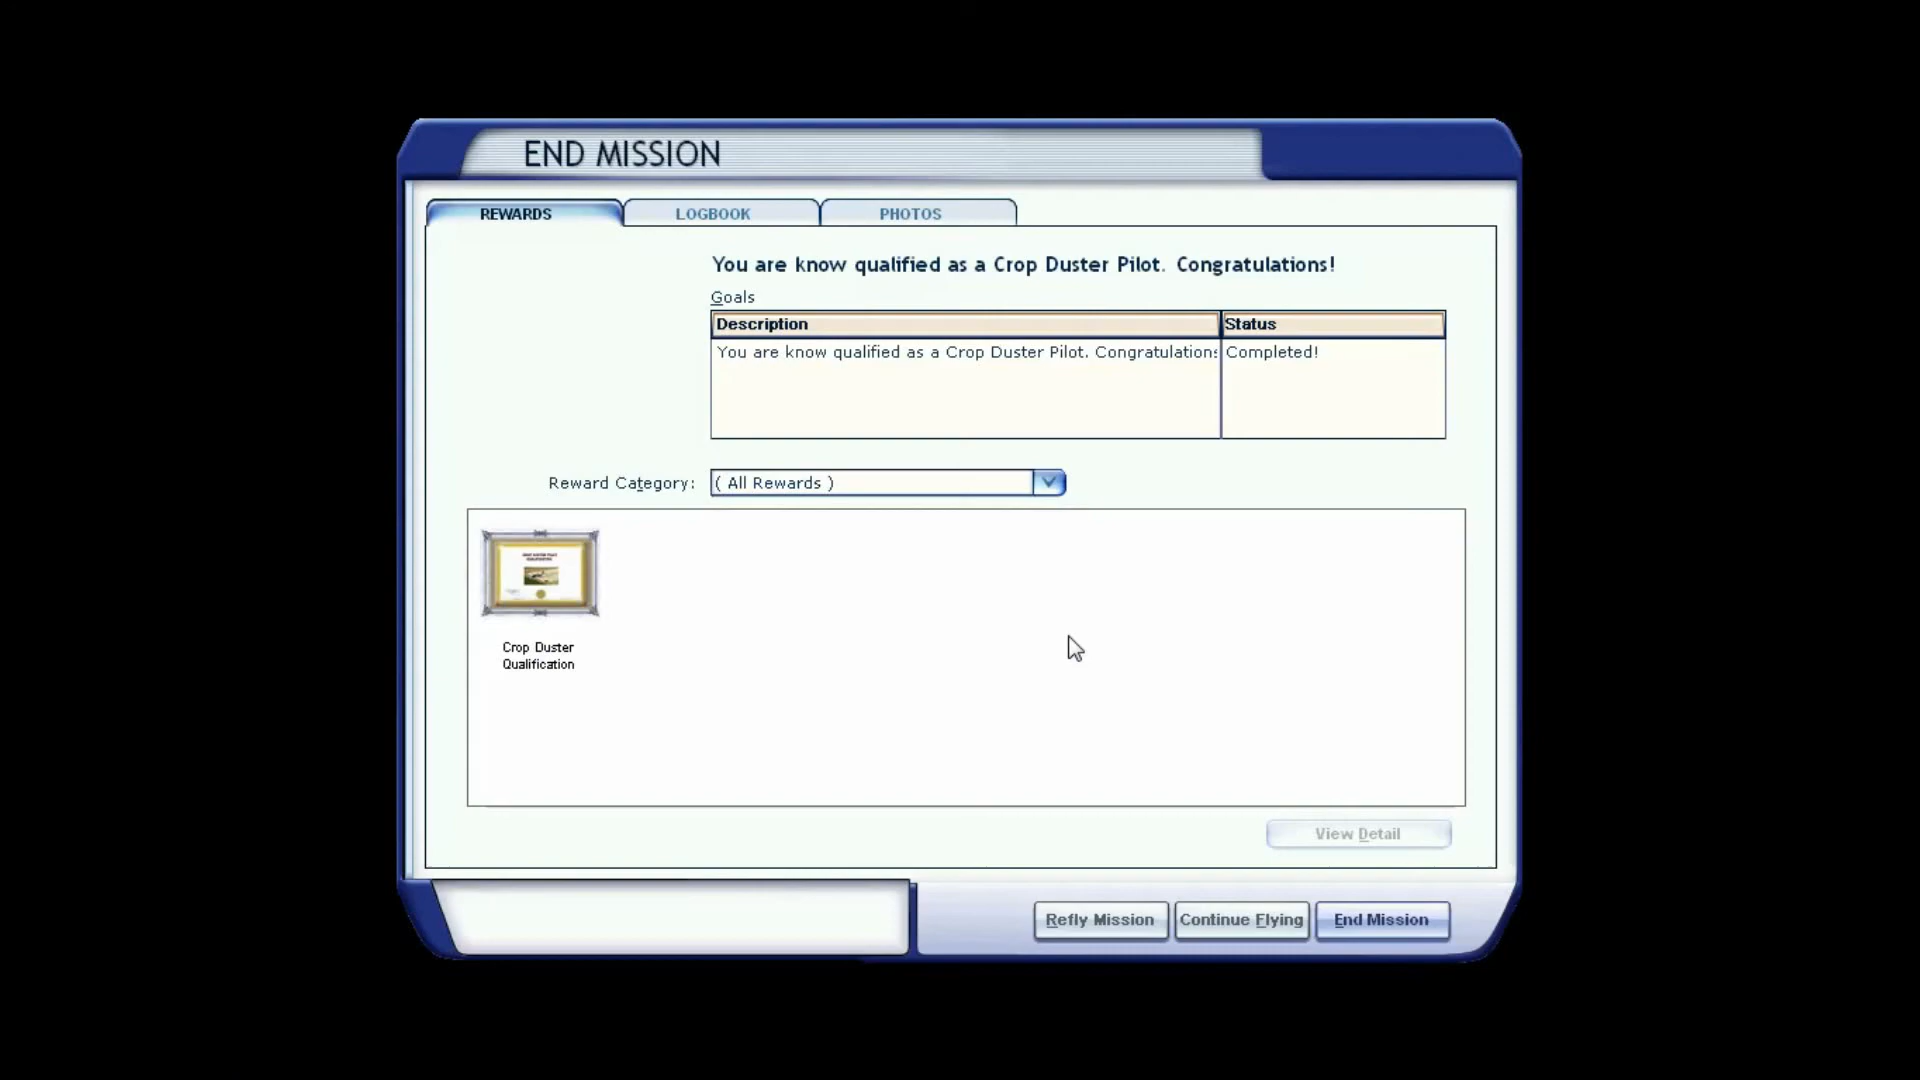 END MISSION
REWARDS
LOGBOOK
PHOTOS
You are know qualified as a Crop Duster Pilot. Congratulations!
Goals
Description
Status
You are know qualified as a Crop Duster Pilot. Congratulations
Completed!
Reward Category:
( All Rewards )
Crop Duster
Qualification
View Detail
Refly Mission
Continue Flying
End Mission